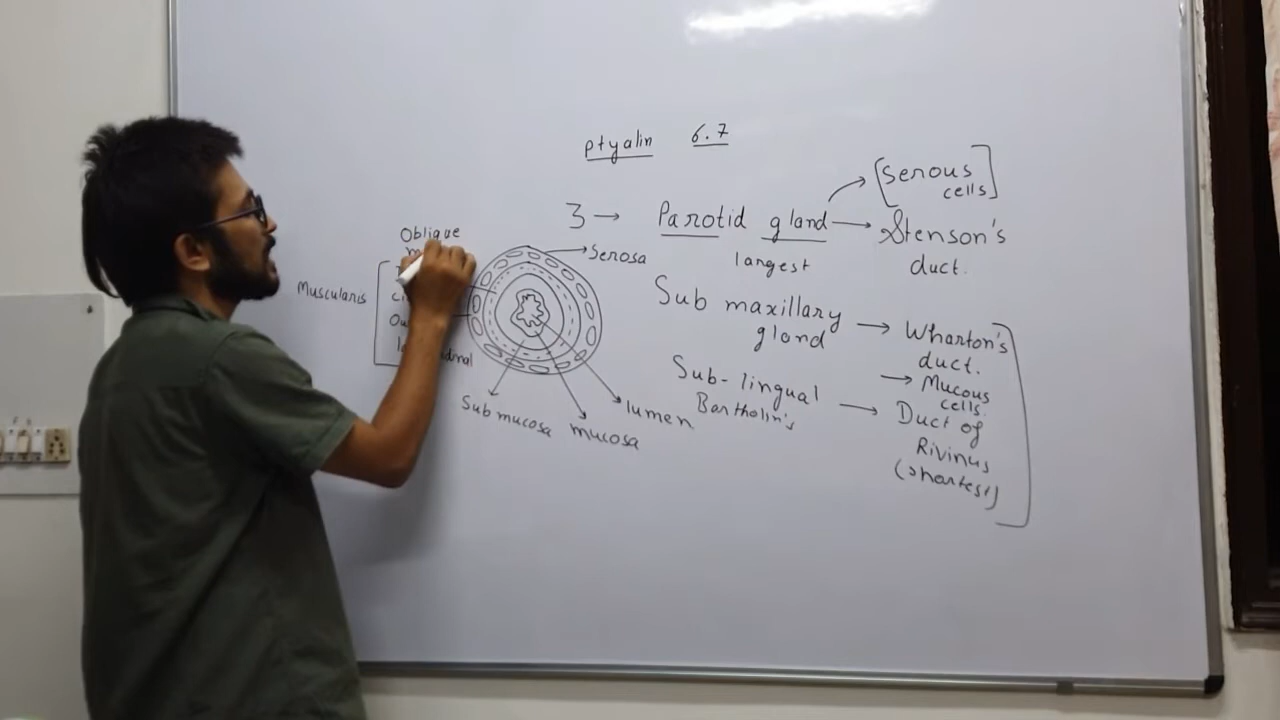 ptyalin 6.7
3 → Parotid gland → Stenson's
duct.
largest
[Serous
cells]
Sub maxillary
gland
→ Wharton's
duct.
→ Mucous
cells.
Sub-lingual
Bartholin's
→ Duct of
Rivinus
(shortest)
Oblique
Muscularis
Serosa
Sub mucosa
mucosa
lumen